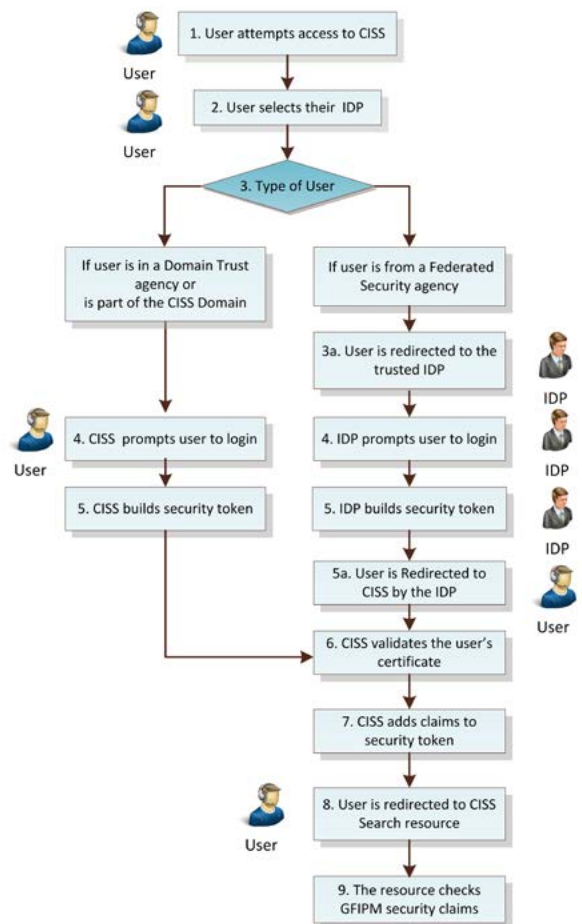 1. User attempts access to CISS
User
2. User selects their IDP
User
3. Type of User
If user is in a Domain Trust
agency or
is part of the CISS Domain
If user is from a Federated
Security agency
3a. User is redirected to the
trusted IDP
IDP
4. CISS prompts user to login
User
4. IDP prompts user to login
IDP
5. CISS builds security token
5. IDP builds security token
IDP
5a. User is Redirected to
CISS by the IDP
User
6. CISS validates the user's
certificate
7. CISS adds claims to
security token
8. User is redirected to CISS
Search resource
User
9. The resource checks
GFIPM security claims